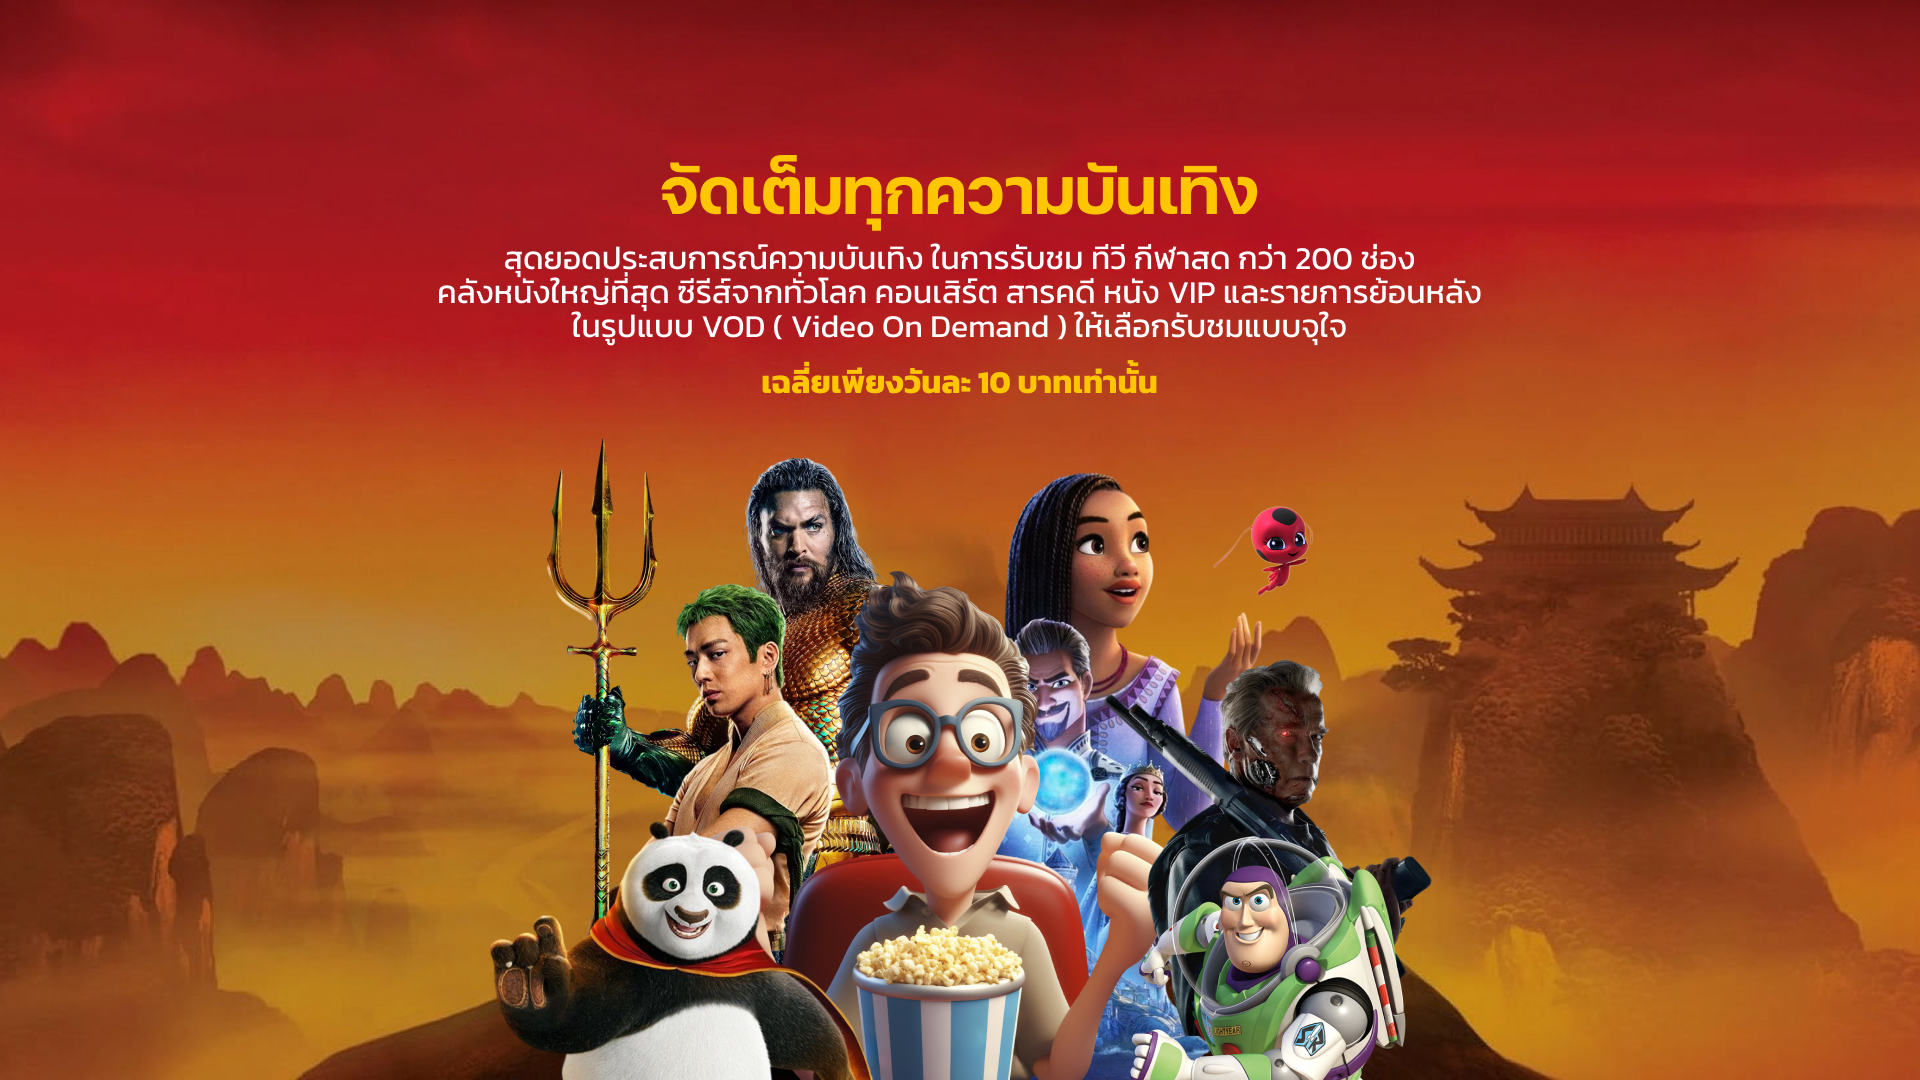 จัดเต็มทุกความบันเทิง
สุดยอดประสบการณ์ความบันเทิง ในการรับชม ทีวี กีฬาสด กว่า 200 ช่อง
คลังหนังใหญ่ที่สุด ซีรีส์จากทั่วโลก คอนเสิร์ต สารคดี หนัง VIP และรายการย้อนหลัง
ในรูปแบบ VOD ( Video On Demand ) ให้เลือกรับชมแบบจุใจ
เฉลี่ยเพียงวันละ 10 บาทเท่านั้น
LIGHTYEAR